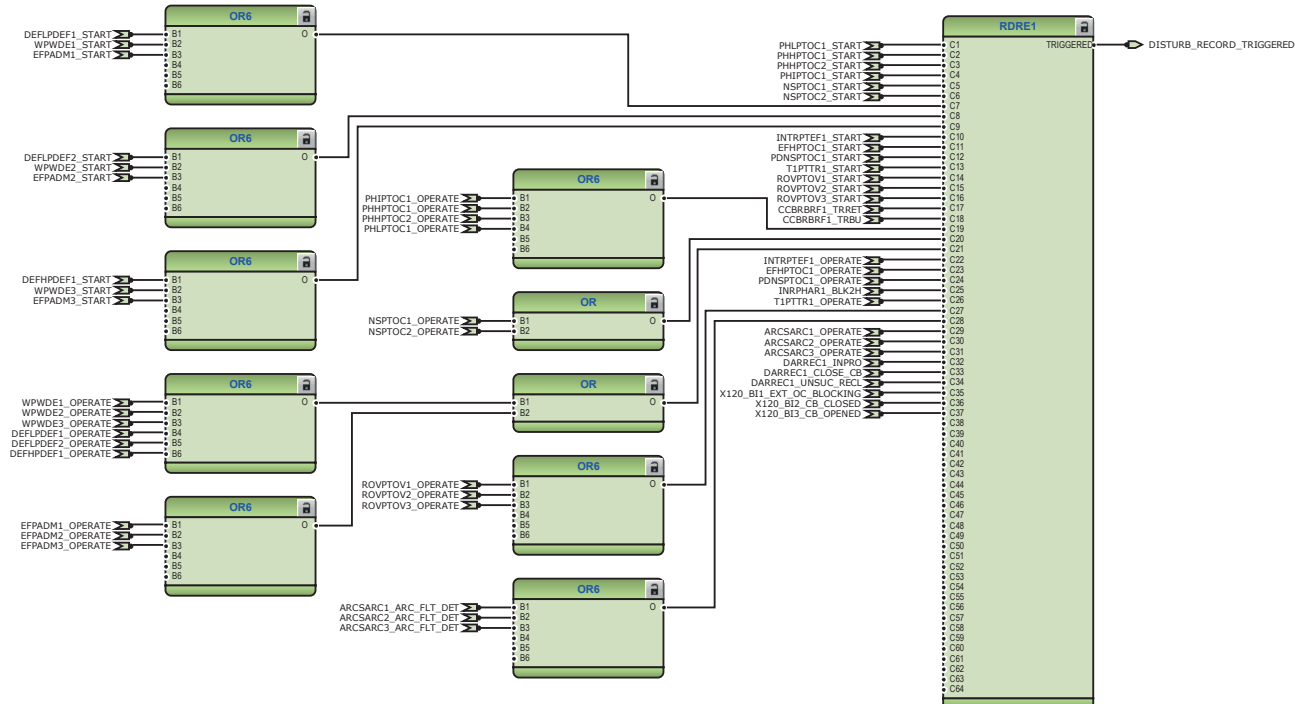 OR6
DEFLPDEF1_START B1 O
WPWDE1_START B2
EFPADM1_START B3
B4
B5
B6
OR6
DEFLPDEF2_START B1 O
WPWDE2_START B2
EFPADM2_START B3
B4
B5
B6
OR6
DEFHPDEF1_START B1 O
WPWDE3_START B2
EFPADM3_START B3
B4
B5
B6
OR6
WPWDE1_OPERATE B1 O
WPWDE2_OPERATE B2
WPWDE3_OPERATE B3
DEFLPDEF1_OPERATE B4
DEFLPDEF2_OPERATE B5
DEFHPDEF1_OPERATE B6
OR6
EFPADM1_OPERATE B1 O
EFPADM2_OPERATE B2
EFPADM3_OPERATE B3
B4
B5
B6
OR6
PHIPTOC1_OPERATE B1 O
PHHPTOC1_OPERATE B2
PHHPTOC2_OPERATE B3
PHLPTOC1_OPERATE B4
B5
B6
OR
NSPTOC1_OPERATE B1 O
NSPTOC2_OPERATE B2
OR
B1 O
B2
OR6
ROVPTOV1_OPERATE B1 O
ROVPTOV2_OPERATE B2
ROVPTOV3_OPERATE B3
B4
B5
B6
OR6
ARCSARC1_ARC_FLT_DET B1 O
ARCSARC2_ARC_FLT_DET B2
ARCSARC3_ARC_FLT_DET B3
B4
B5
B6
RDRE1
PHLPTOC1_START C1 TRIGGERED DISTURB_RECORD_TRIGGERED
PHHPTOC1_START C2
PHHPTOC2_START C3
PHIPTOC1_START C4
NSPTOC1_START C5
NSPTOC2_START C6
C7
C8
C9
INTRPTEF1_START C10
EFHPTOC1_START C11
PDNSPTOC1_START C12
T1PTTR1_START C13
ROVPTOV1_START C14
ROVPTOV2_START C15
ROVPTOV3_START C16
CCBRBRF1_TRRET C17
CCBRBRF1_TRBU C18
C19
C20
C21
INTRPTEF1_OPERATE C22
EFHPTOC1_OPERATE C23
PDNSPTOC1_OPERATE C24
INRPHAR1_BLK2H C25
T1PTTR1_OPERATE C26
C27
C28
ARCSARC1_OPERATE C29
ARCSARC2_OPERATE C30
ARCSARC3_OPERATE C31
DARREC1_INPRO C32
DARREC1_CLOSE_CB C33
DARREC1_UNSUC_RECL C34
X120_BI1_EXT_OC_BLOCKING C35
X120_BI2_CB_CLOSED C36
X120_BI3_CB_OPENED C37
C38
C39
C40
C41
C42
C43
C44
C45
C46
C47
C48
C49
C50
C51
C52
C53
C54
C55
C56
C57
C58
C59
C60
C61
C62
C63
C64